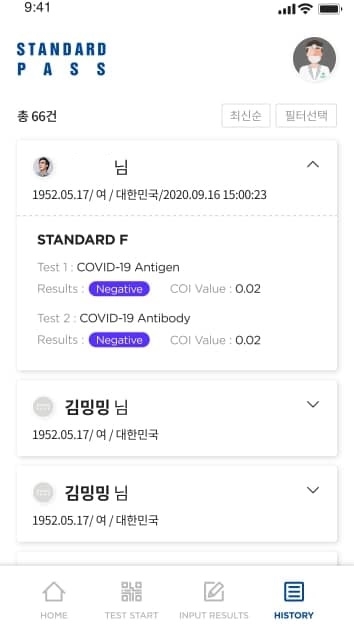 9:41
STANDARD
PASS
총 66건
최신순
필터선택
님
1952.05.17/ 여 / 대한민국/2020.09.16 15:00:23
STANDARD F
Test 1 : COVID-19 Antigen
Results : Negative COI Value : 0.02
Test 2 : COVID-19 Antibody
Results : Negative COI Value : 0.02
김밍밍 님
1952.05.17/ 여 / 대한민국
김밍밍 님
1952.05.17/ 여 / 대한민국
HOME
TEST START
INPUT RESULTS
HISTORY